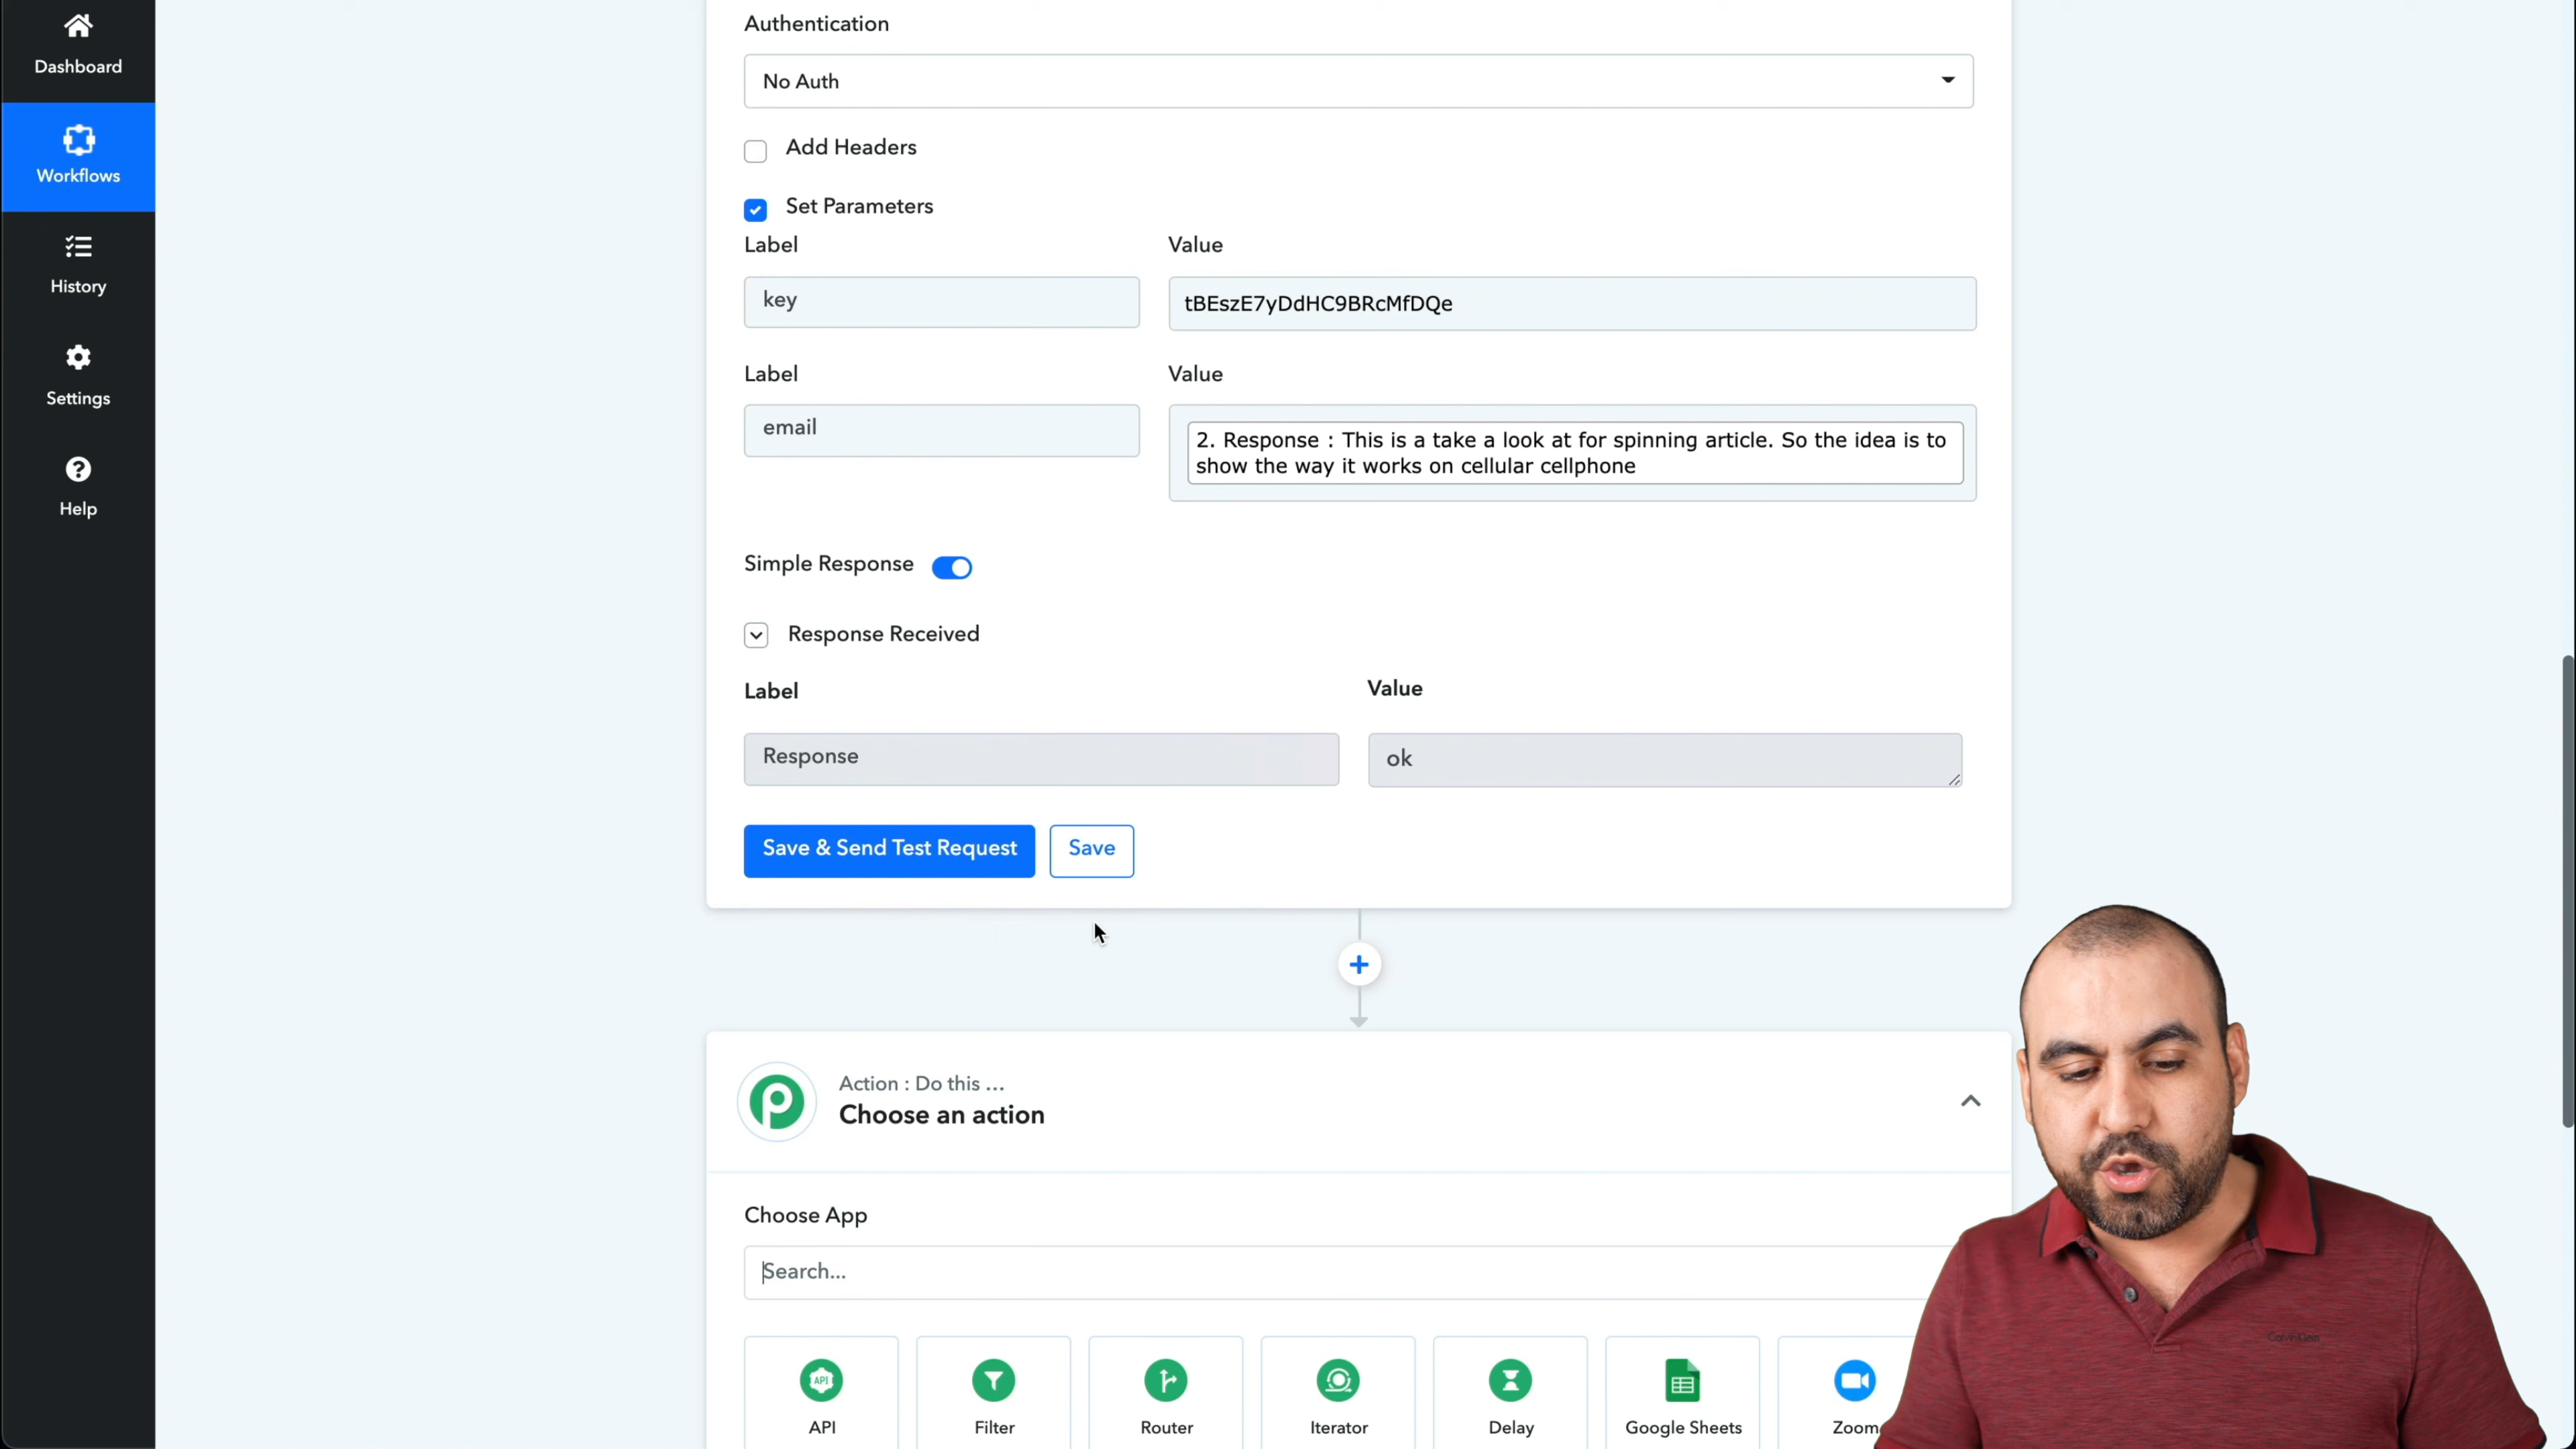 Dashboard
Workflows
History
Settings
Help
Authentication
No Auth
Add Headers
Set Parameters
Label
Value
key
tBEszE7yDdHC9BRcMfDQe
Label
Value
email
2. Response : This is a take a look at for spinning article. So the idea is to
show the way it works on cellular cellphone
Simple Response
Response Received
Label
Value
Response
ok
Save & Send Test Request
Save
Action : Do this ...
Choose an action
Choose App
Search...
API
API
Filter
Router
Iterator
Delay
Google Sheets
Zoom
Calvin Klein